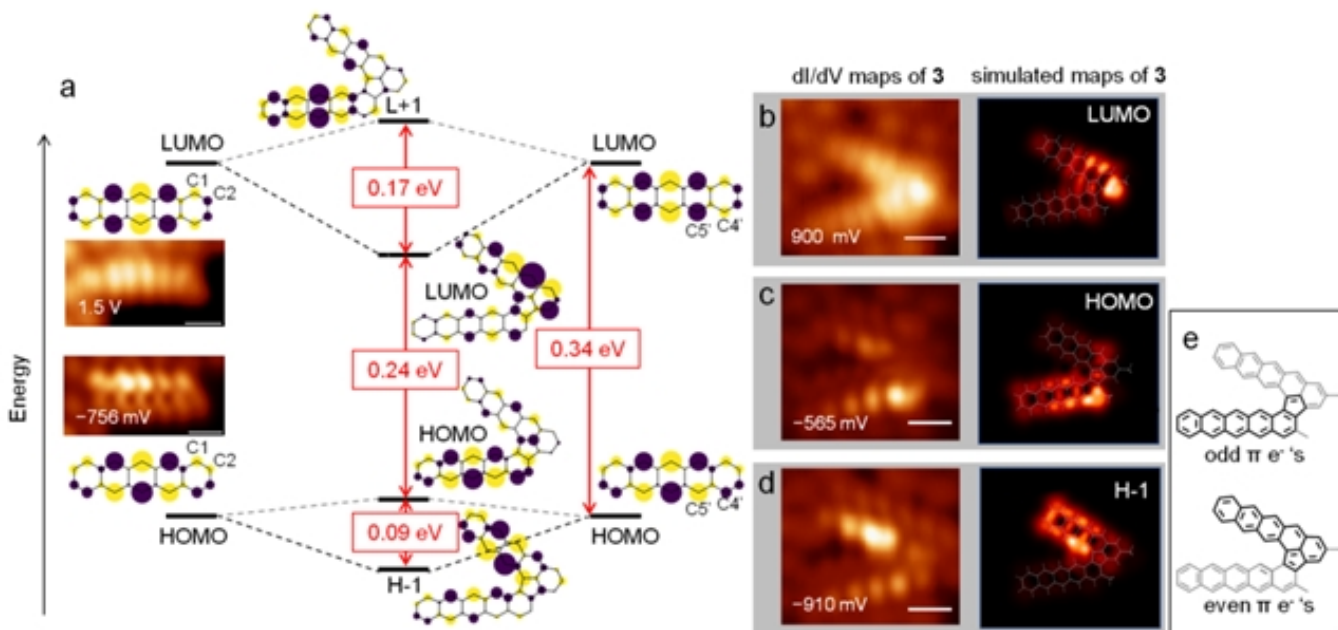 a
Energy
LUMO
C1
C2
1.5 V
−756 mV
C1
C2
HOMO
L+1
0.17 eV
LUMO
0.24 eV
HOMO
0.09 eV
H-1
LUMO
C5' C4'
0.34 eV
C5' C4'
HOMO
dI/dV maps of 3
simulated maps of 3
b
900 mV
LUMO
c
−565 mV
HOMO
d
−910 mV
H-1
e
odd π e⁻ 's
even π e⁻ 's